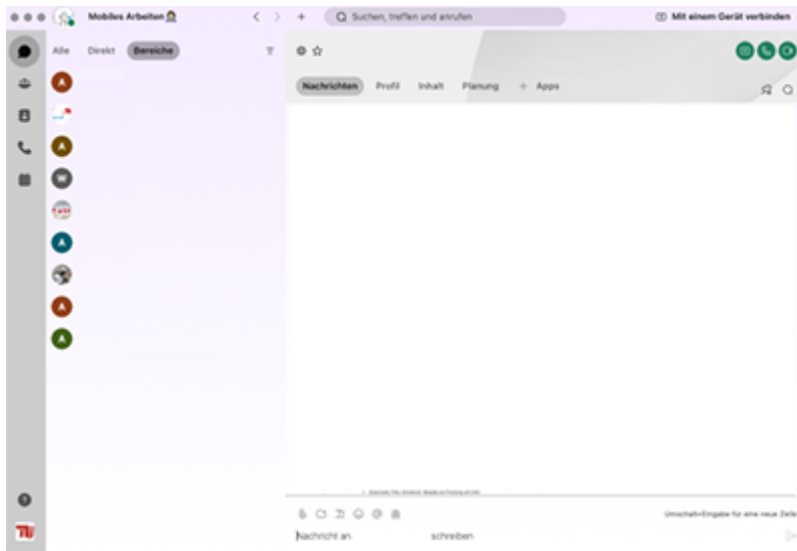 Mobiles Arbeiten
Suchen, treffen und anrufen
Mit einem Gerät verbinden
Alle Direkt Bereiche
Nachrichten Profil Inhalt Planung + Apps
A
A
W
A
A
A
Umschalt+Eingabe für eine neue Zeile
Nachricht an schreiben